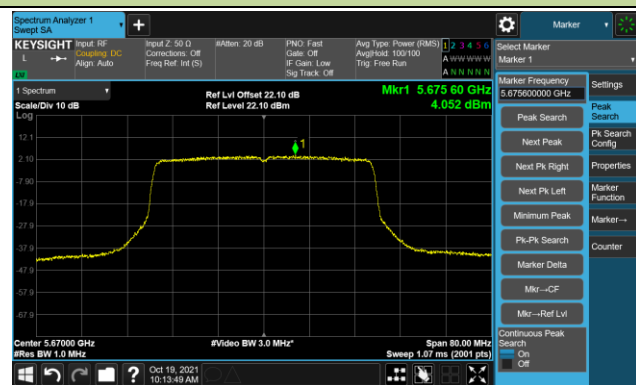 Spectrum Analyzer 1
Swept SA
+
Marker
KEYSIGHT
L
Input: RF
Coupling: DC
Align: Auto
Input Z: 50 Ω
Corrections: Off
Freq Ref: Int (S)
#Atten: 20 dB
PNO: Fast
Gate: Off
IF Gain: Low
Sig Track: Off
Avg Type: Power (RMS)
Avg|Hold: 100/100
Trig: Free Run
1 2 3 4 5 6
A W W W W W
A N N N N N
Select Marker
Marker 1
1 Spectrum
Scale/Div 10 dB
Log
Ref Lvl Offset 22.10 dB
Ref Level 22.10 dBm
Mkr1 5.675 60 GHz
4.052 dBm
12.1
2.10
-7.90
-17.9
-27.9
-37.9
-47.9
-57.9
-67.9
1
Center 5.67000 GHz
#Res BW 1.0 MHz
#Video BW 3.0 MHz*
Span 80.00 MHz
Sweep 1.07 ms (2001 pts)
Marker Frequency
5.675600000 GHz
Peak Search
Next Peak
Next Pk Right
Next Pk Left
Minimum Peak
Pk-Pk Search
Marker Delta
Mkr→CF
Mkr→Ref Lvl
Continuous Peak
Search
On
Off
Settings
Peak
Search
Pk Search
Config
Properties
Marker
Function
Marker→
Counter
?
Oct 19, 2021
10:13:49 AM